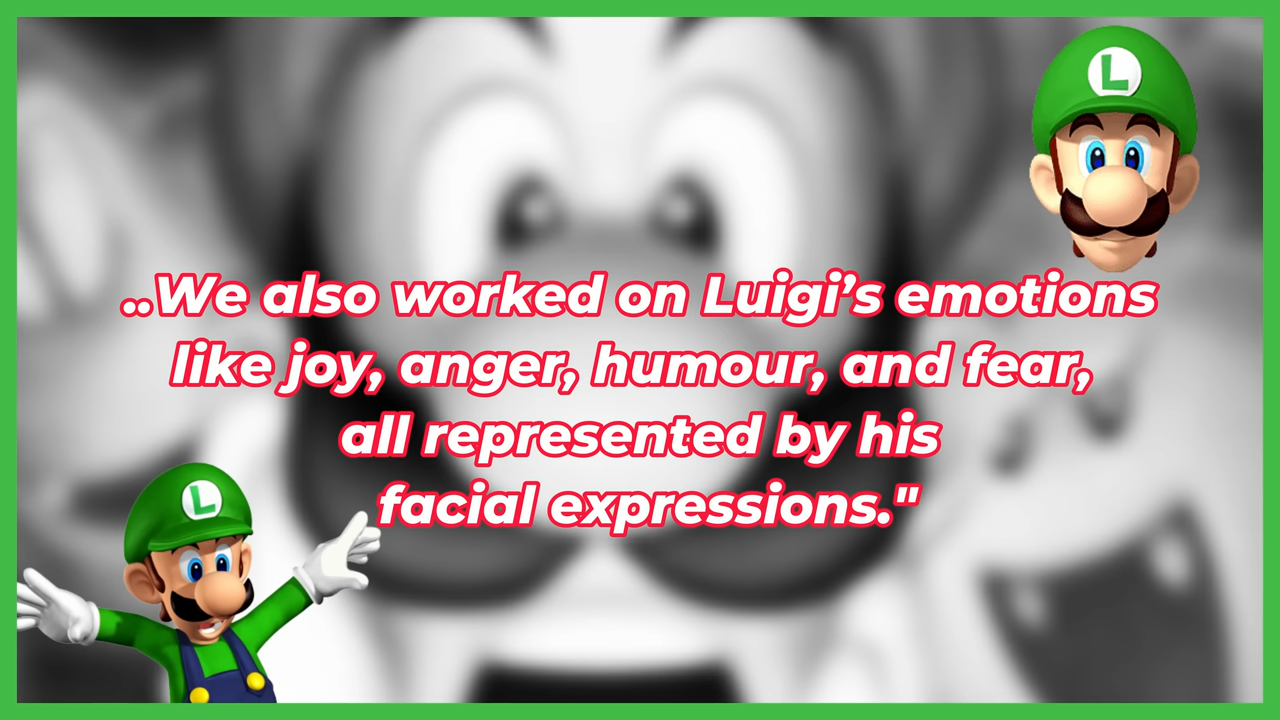 L
..We also worked on Luigi’s emotions
like joy, anger, humour, and fear,
all represented by his
facial expressions."
L